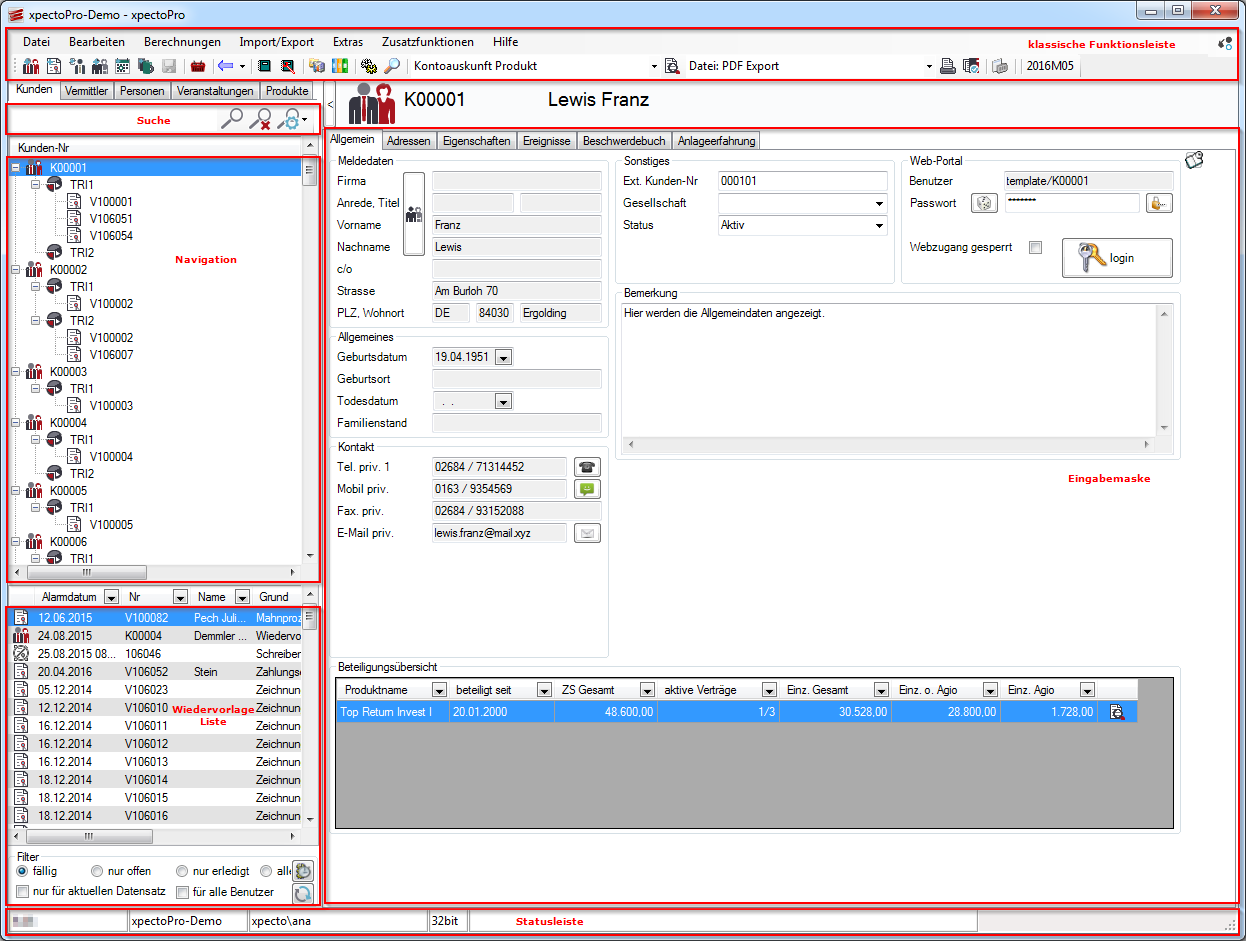 xpectoPro-Demo - xpectoPro
Datei Bearbeiten Berechnungen Import/Export Extras Zusatzfunktionen Hilfe
klassische Funktionsleiste
Kontoauskunft Produkt Datei: PDF Export 2016M05
Kunden Vermittler Personen Veranstaltungen Produkte
K00001 Lewis Franz
Suche
Kunden-Nr
K00001
TRI1
V100001
V106051
V106054
TRI2
K00002
TRI1
V100002
TRI2
V100002
V106007
K00003
TRI1
V100003
K00004
TRI1
V100004
TRI2
K00005
TRI1
V100005
K00006
TRI1
Navigation
Alarmdatum Nr Name Grund
12.06.2015 V100082 Pech Juli... Mahnproz
24.08.2015 K00004 Demmler ... Wiedervo
25.08.2015 08... 106046 Schreiber
20.04.2016 V106052 Stein Zahlungs
05.12.2014 V106023 Zeichnun
12.12.2014 V106010 Zeichnun
16.12.2014 V106011 Zeichnun
16.12.2014 V106012 Zeichnun
16.12.2014 V106013 Zeichnun
18.12.2014 V106014 Zeichnun
18.12.2014 V106015 Zeichnun
18.12.2014 V106016 Zeichnun
Wiedervorlage
Liste
Filter
fällig nur offen nur erledigt alle
nur für aktuellen Datensatz für alle Benutzer
Allgemein Adressen Eigenschaften Ereignisse Beschwerdebuch Anlageerfahrung
Meldedaten
Firma
Anrede, Titel
Vorname Franz
Nachname Lewis
c/o
Strasse Am Burloh 70
PLZ, Wohnort DE 84030 Ergolding
Allgemeines
Geburtsdatum 19.04.1951
Geburtsort
Todesdatum . .
Familienstand
Kontakt
Tel. priv. 1 02684 / 71314452
Mobil priv. 0163 / 9354569
Fax. priv. 02684 / 93152088
E-Mail priv. lewis.franz@mail.xyz
Sonstiges
Ext. Kunden-Nr 000101
Gesellschaft
Status Aktiv
Web-Portal
Benutzer template/K00001
Passwort *******
Webzugang gesperrt
login
Bemerkung
Hier werden die Allgemeindaten angezeigt.
Eingabemaske
Beteiligungsübersicht
Produktname beteiligt seit ZS Gesamt aktive Verträge Einz. Gesamt Einz. o. Agio Einz. Agio
Top Return Invest I 20.01.2000 48.600,00 1/3 30.528,00 28.800,00 1.728,00
xpectoPro-Demo xpecto\ana 32bit Statusleiste